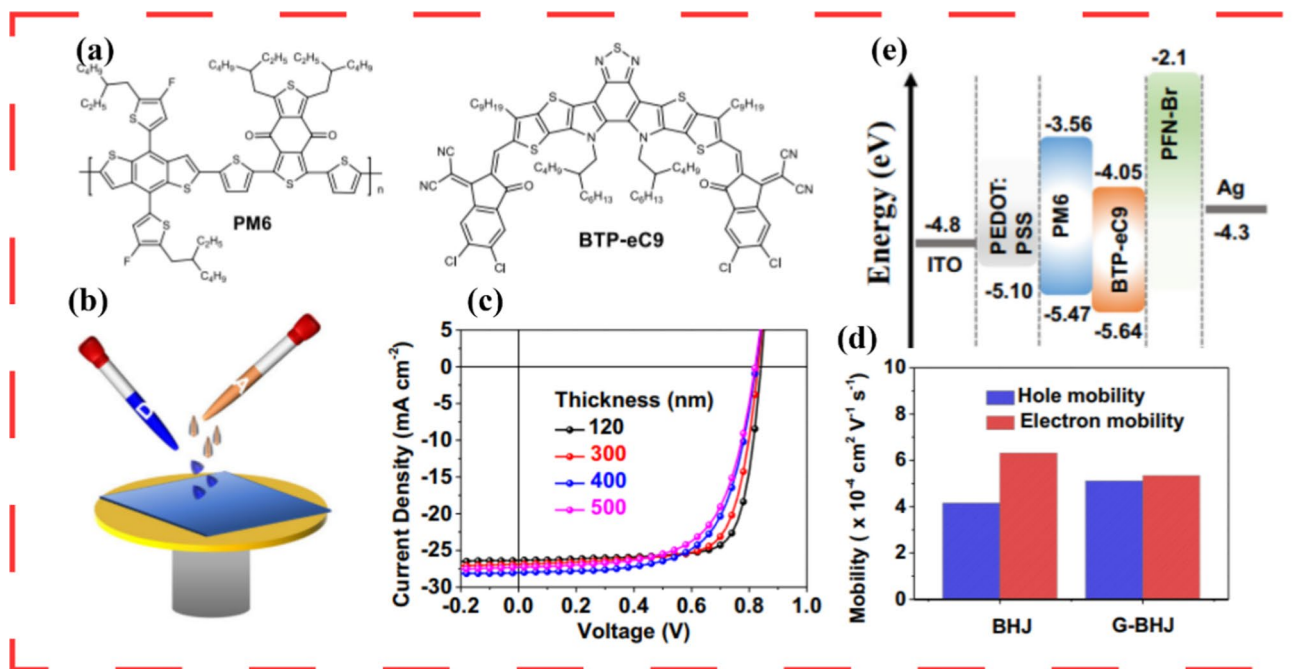 (a)
C₄H₉
C₂H₅
F
S
S
S
F
S
C₂H₅
C₄H₉
C₂H₅ C₂H₅
C₄H₉ C₄H₉
S
O O
S S S
n
PM6
S
N N
C₉H₁₉ S S C₉H₁₉
S N N S
NC
NC
O
C₄H₉ C₄H₉
C₆H₁₃ C₆H₁₃
O
CN
CN
Cl Cl
Cl Cl
BTP-eC9
(e)
Energy (eV)
-4.8
ITO
PEDOT:
PSS
-5.10
-3.56
PM6
-5.47
-4.05
BTP-eC9
-5.64
-2.1
PFN-Br
Ag
-4.3
(b)
D
A
(c)
Current Density (mA cm⁻²)
5
0
-5
-10
-15
-20
-25
-30
Thickness (nm)
120
300
400
500
-0.2 0.0 0.2 0.4 0.6 0.8 1.0
Voltage (V)
(d)
Mobility ( x 10⁻⁴ cm² V⁻¹ s⁻¹)
10
8
6
4
2
0
Hole mobility
Electron mobility
BHJ G-BHJ